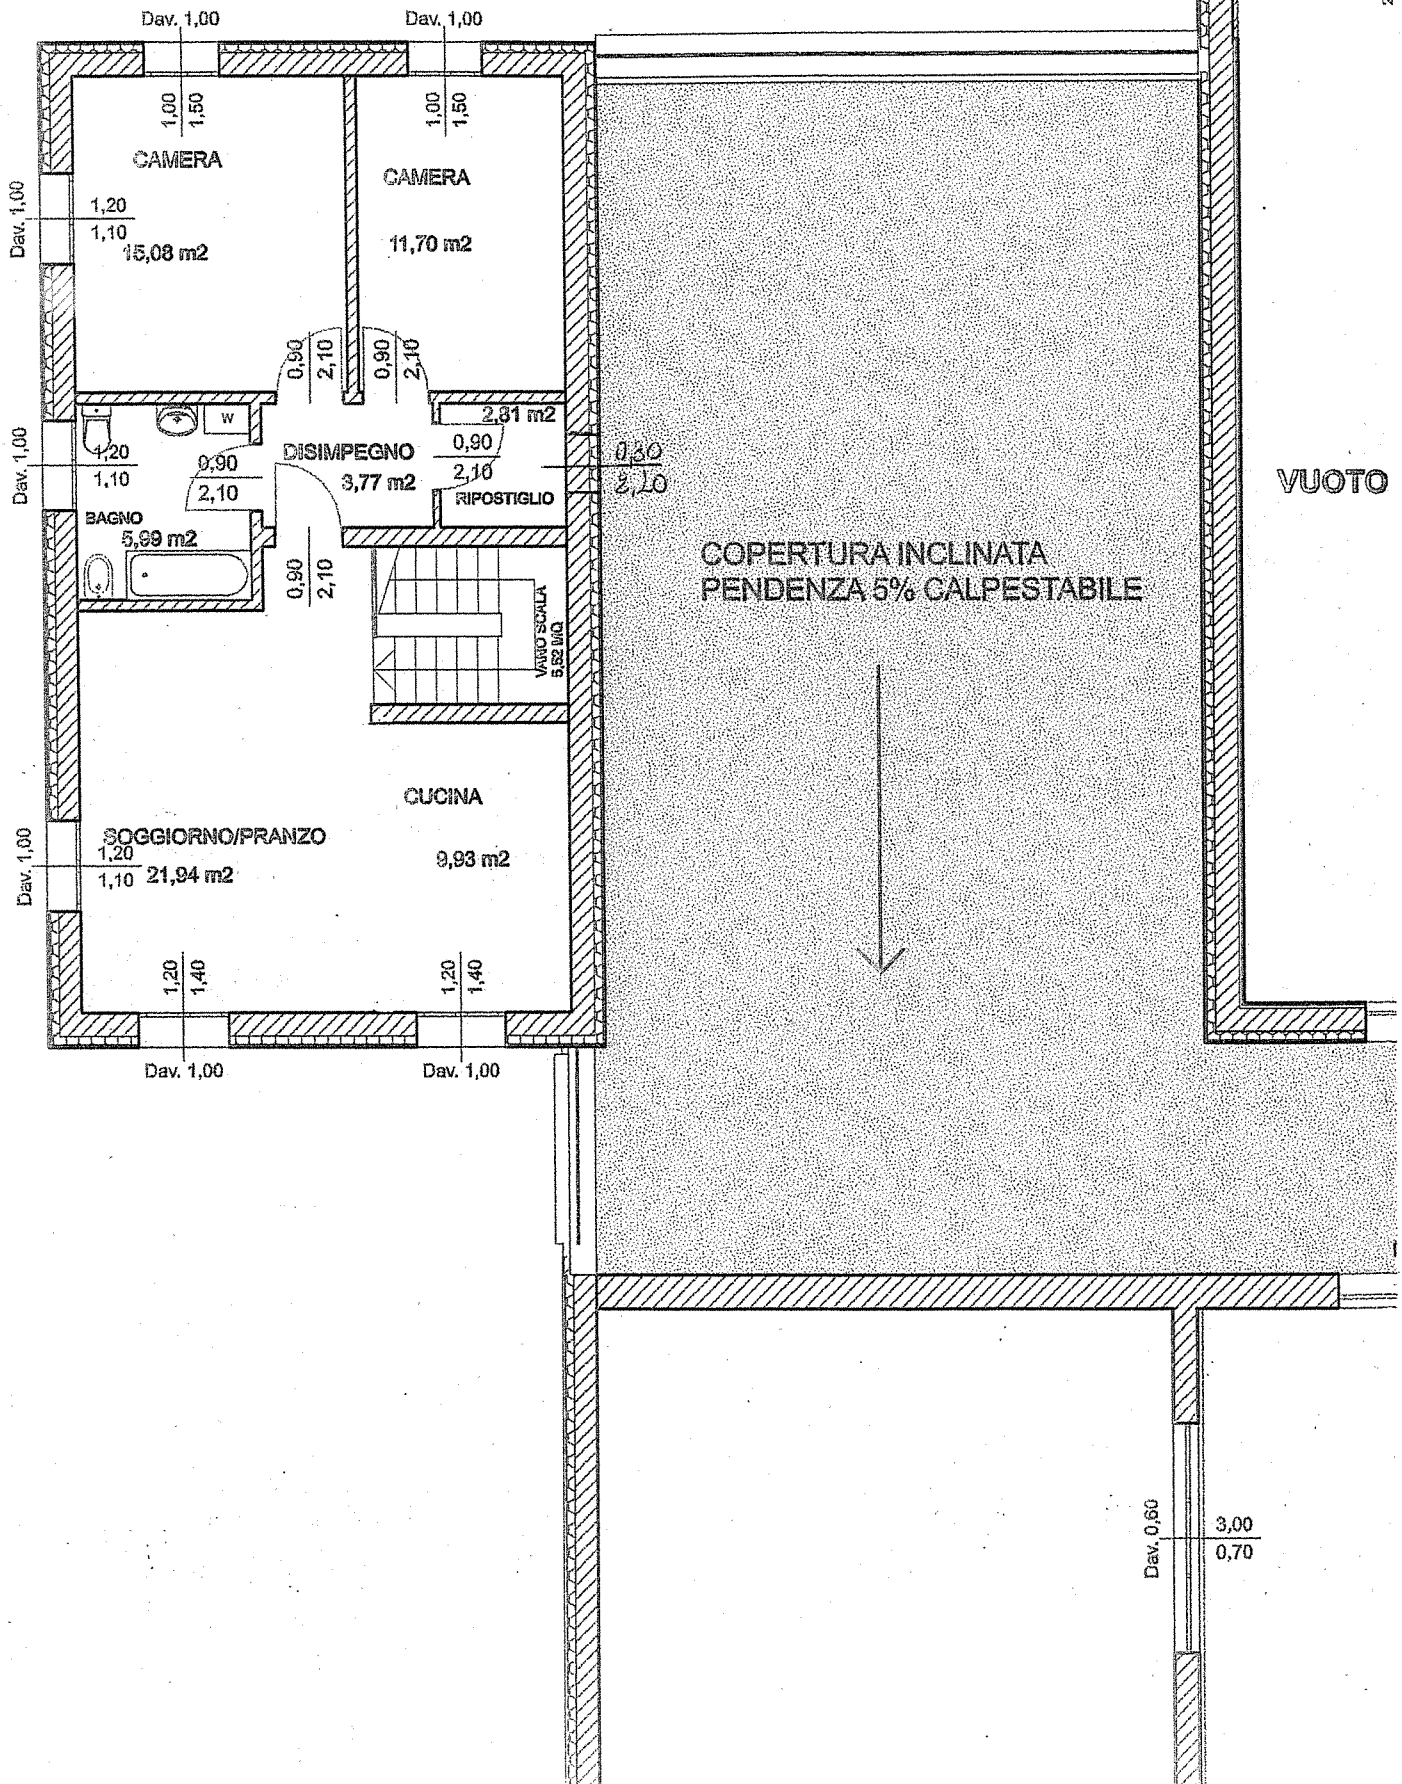 Dav. 1,00
Dav. 1,00
1,00
1,50
1,00
1,50
CAMERA
CAMERA
Dav. 1,00
1,20
1,10
15,08 m2
11,70 m2
0,90
2,10
0,90
2,10
W
2,81 m2
Dav. 1,00
1,20
1,10
0,90
2,10
DISIMPEGNO
3,77 m2
0,90
2,10
RIPOSTIGLIO
2,10
VUOTO
BAGNO
5,99 m2
0,90
2,10
VANO SCALA
5,52 MQ
COPERTURA INCLINATA
PENDENZA 5% CALPESTABILE
CUCINA
9,93 m2
SOGGIORNO/PRANZO
Dav. 1,00
1,20
1,10
21,94 m2
1,20
1,40
1,20
1,40
Dav. 1,00
Dav. 1,00
Dav. 0,60
3,00
0,70